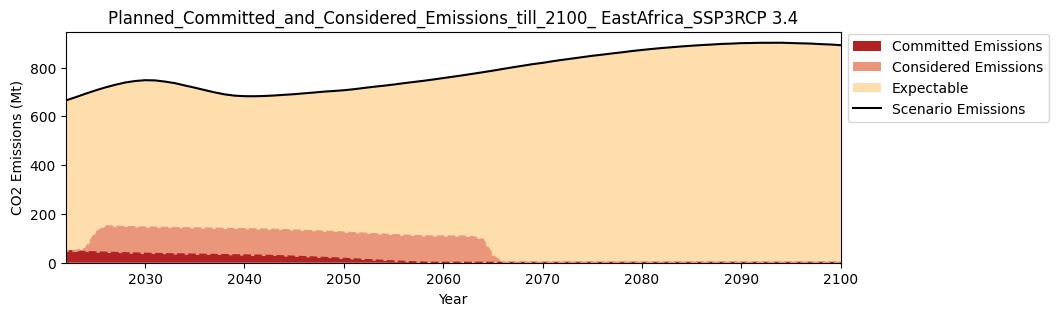 Planned_Committed_and_Considered_Emissions_till_2100_ EastAfrica_SSP3RCP 3.4
Committed Emissions
Considered Emissions
Expectable
Scenario Emissions
CO2 Emissions (Mt)
800
600
400
200
0
2030 2040 2050 2060 2070 2080 2090 2100
Year